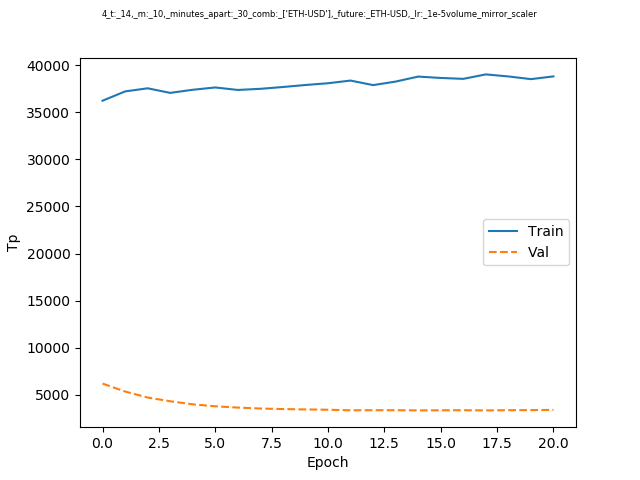 4_t:_14,_m:_10,_minutes_apart:_30_comb:_['ETH-USD'],_future:_ETH-USD,_lr:_1e-5volume_mirror_scaler
40000
35000
30000
25000
20000
15000
10000
5000
Tp
Train
Val
0.0 2.5 5.0 7.5 10.0 12.5 15.0 17.5 20.0
Epoch